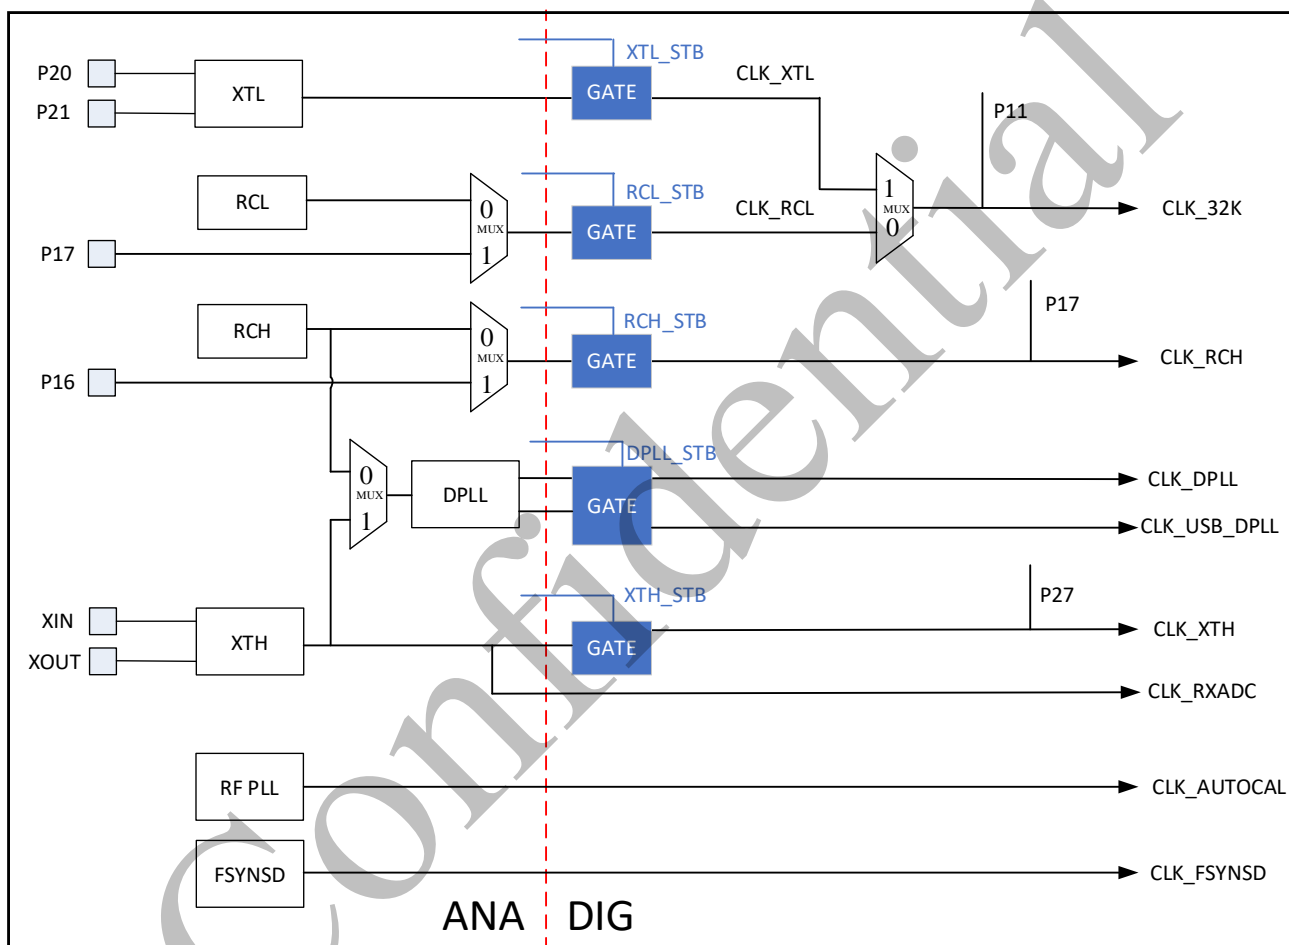 XTL_STB
P20
XTL
GATE
CLK_XTL
P21
P11
RCL
RCL_STB
0
MUX
1
GATE
CLK_RCL
1
MUX
0
CLK_32K
P17
RCH
RCH_STB
0
MUX
1
GATE
P17
CLK_RCH
P16
DPLL_STB
0
MUX
1
DPLL
GATE
CLK_DPLL
CLK_USB_DPLL
XTH_STB
P27
XIN
XTH
GATE
CLK_XTH
XOUT
CLK_RXADC
RF PLL
CLK_AUTOCAL
FSYNSD
CLK_FSYNSD
ANA
DIG
Confidential